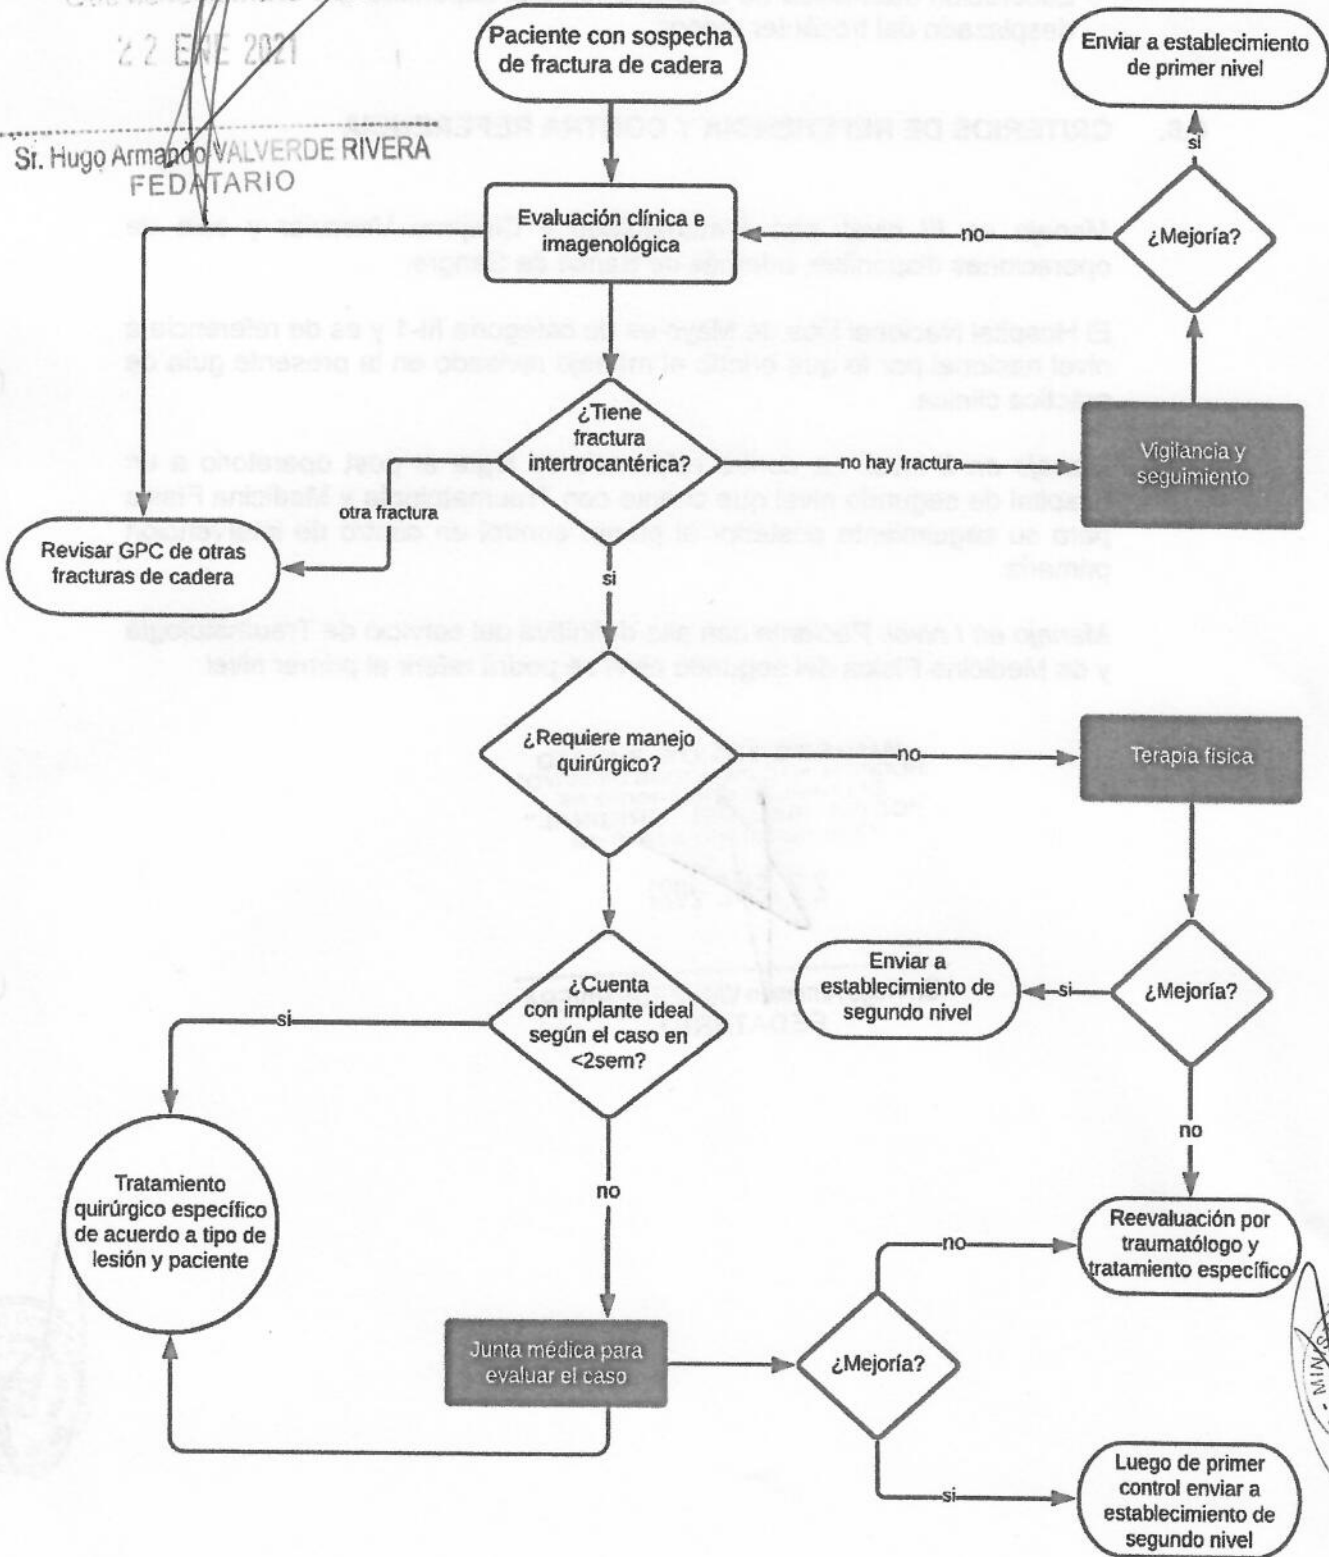 22 ENE 2021
Sr. Hugo Armando VALVERDE RIVERA
FEDATARIO
Paciente con sospecha
de fractura de cadera
Enviar a establecimiento
de primer nivel
si
¿Mejoría?
no
Evaluación clínica e
imagenológica
¿Tiene
fractura
intertrocantérica?
no hay fractura
Vigilancia y
seguimiento
otra fractura
Revisar GPC de otras
fracturas de cadera
si
¿Requiere manejo
quirúrgico?
no
Terapia física
¿Cuenta
con implante ideal
según el caso en
<2sem?
si
Enviar a
establecimiento de
segundo nivel
si
¿Mejoría?
no
no
Tratamiento
quirúrgico específico
de acuerdo a tipo de
lesión y paciente
Reevaluación por
traumatólogo y
tratamiento específico
no
Junta médica para
evaluar el caso
¿Mejoría?
si
Luego de primer
control enviar a
establecimiento de
segundo nivel